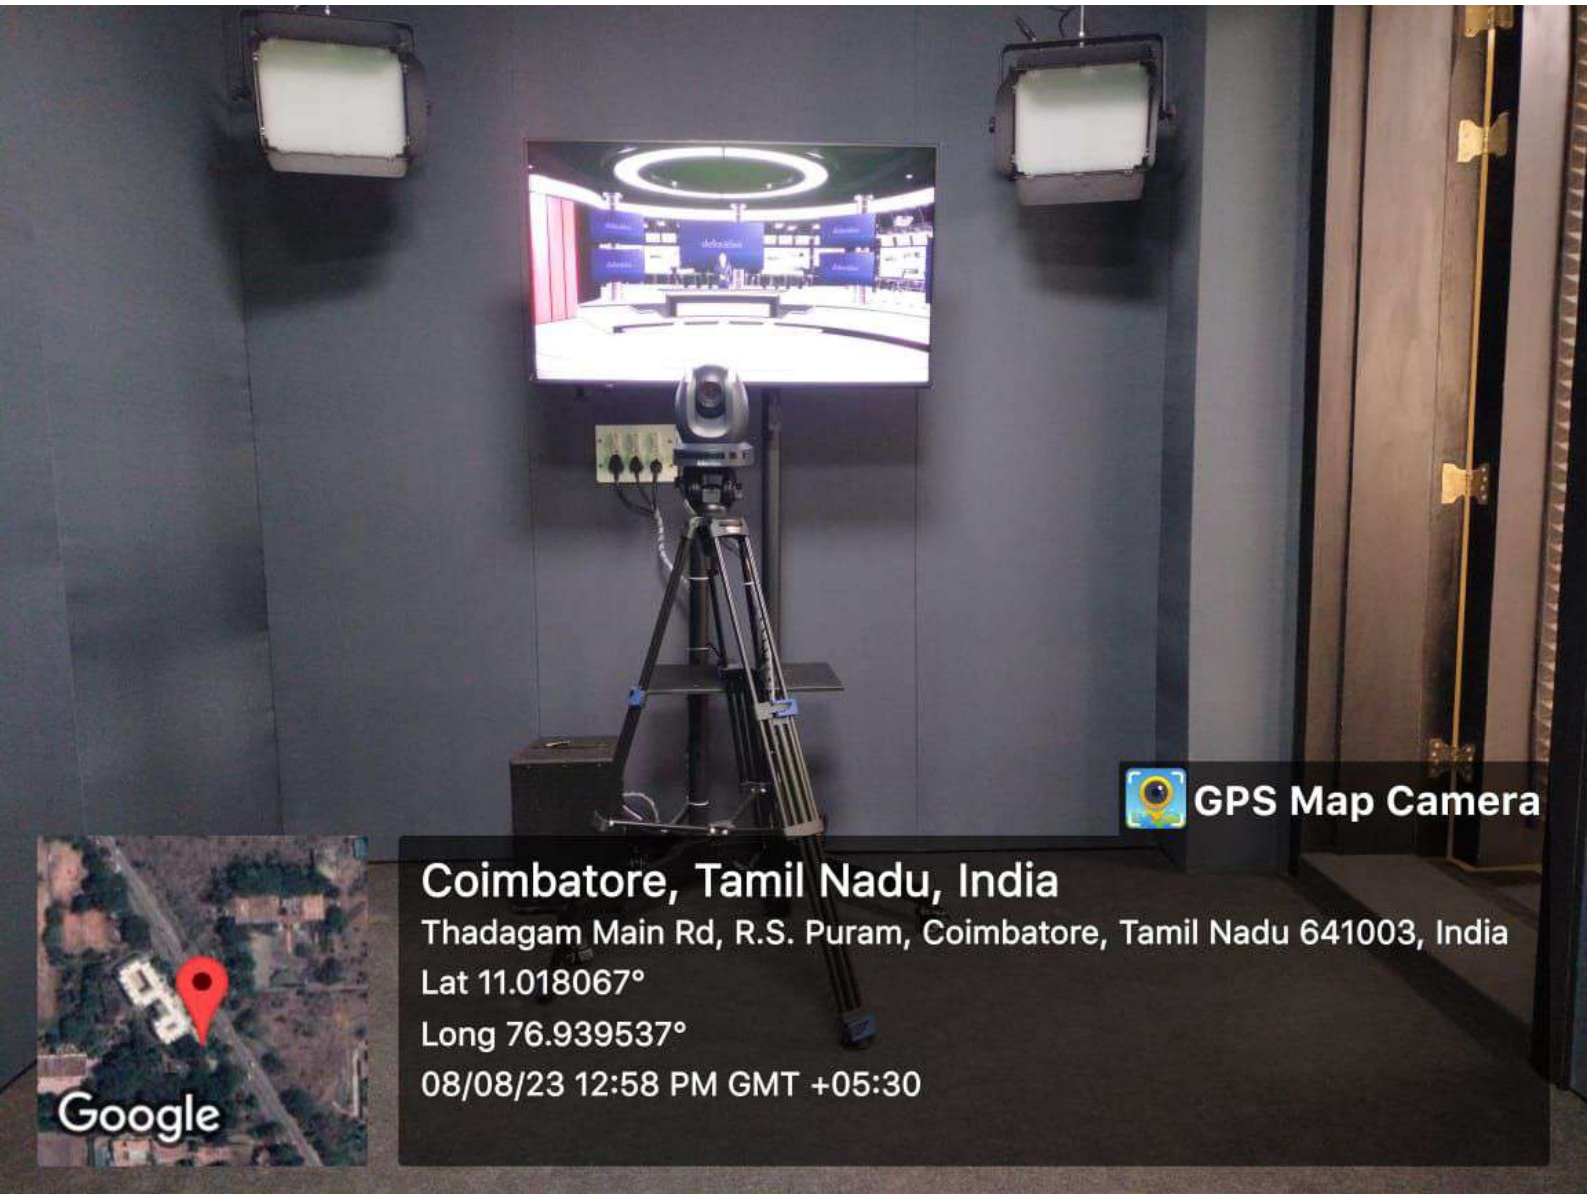 GPS Map Camera
Coimbatore, Tamil Nadu, India
Thadagam Main Rd, R.S. Puram, Coimbatore, Tamil Nadu 641003, India
Lat 11.018067°
Long 76.939537°
08/08/23 12:58 PM GMT +05:30
Google